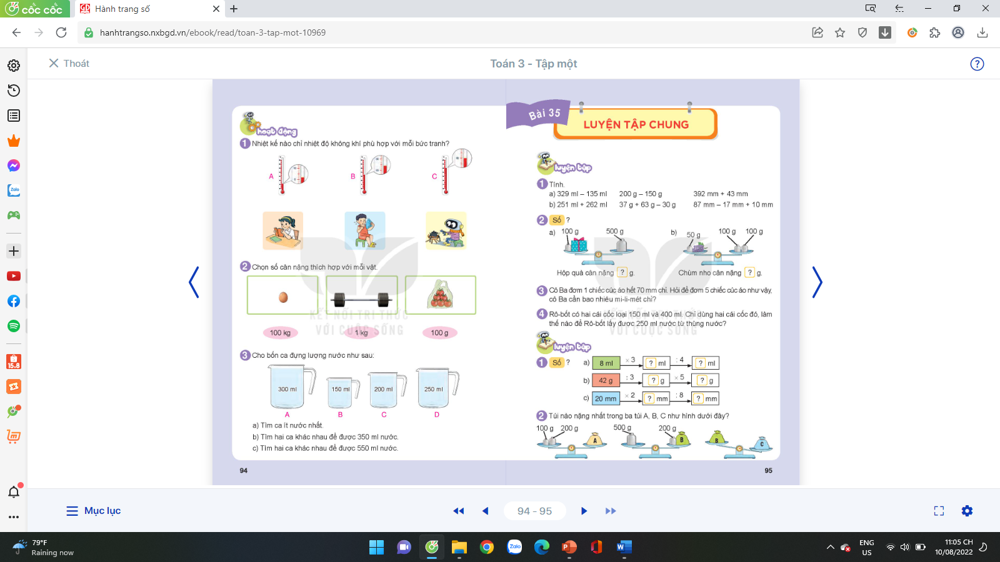 cốc cốc
Hành trang số
hanhtrangso.nxbgd.vn/ebook/read/toan-3-tap-mot-10969
Thoát
Toán 3 - Tập một
hoạt động
1 Nhiệt kế nào chỉ nhiệt độ không khí phù hợp với mỗi bức tranh?
A
B
C
2 Chọn số cân nặng thích hợp với mỗi vật.
KẾT NỐI TRI THỨC
VỚI CUỘC SỐNG
100 kg
1 kg
100 g
3 Cho bốn ca đựng lượng nước như sau:
300 ml
150 ml
200 ml
250 ml
A
B
C
D
a) Tìm ca ít nước nhất.
b) Tìm hai ca khác nhau để được 350 ml nước.
c) Tìm hai ca khác nhau để được 550 ml nước.
94
Bài 35
LUYỆN TẬP CHUNG
luyện tập
1 Tính.
a) 329 ml – 135 ml 200 g – 150 g 392 mm + 43 mm
b) 251 ml + 262 ml 37 g + 63 g – 30 g 87 mm – 17 mm + 10 mm
2 Số ?
a) 100 g 500 g
b) 50 g 100 g 100 g
Hộp quà cân nặng ? g.
Chùm nho cân nặng ? g.
3 Cô Ba đơm 1 chiếc cúc áo hết 70 mm chỉ. Hỏi để đơm 5 chiếc cúc áo như vậy,
cô Ba cần bao nhiêu mi-li-mét chỉ?
4 Rô-bốt có hai cái cốc loại 150 ml và 400 ml. Chỉ dùng hai cái cốc đó, làm
thế nào để Rô-bốt lấy được 250 ml nước từ thùng nước?
KẾT NỐI TRI THỨC
VỚI CUỘC SỐNG
luyện tập
1 Số ? a) 8 ml × 3 ? ml : 4 ? ml
b) 42 g : 3 ? g × 5 ? g
c) 20 mm × 2 ? mm : 8 ? mm
2 Túi nào nặng nhất trong ba túi A, B, C như hình dưới đây?
100 g 200 g 500 g 200 g
A
B
B
C
95
Mục lục
94 - 95
Zalo
15.8
79°F
Raining now
Zalo
ENG
US
11:05 CH
10/08/2022